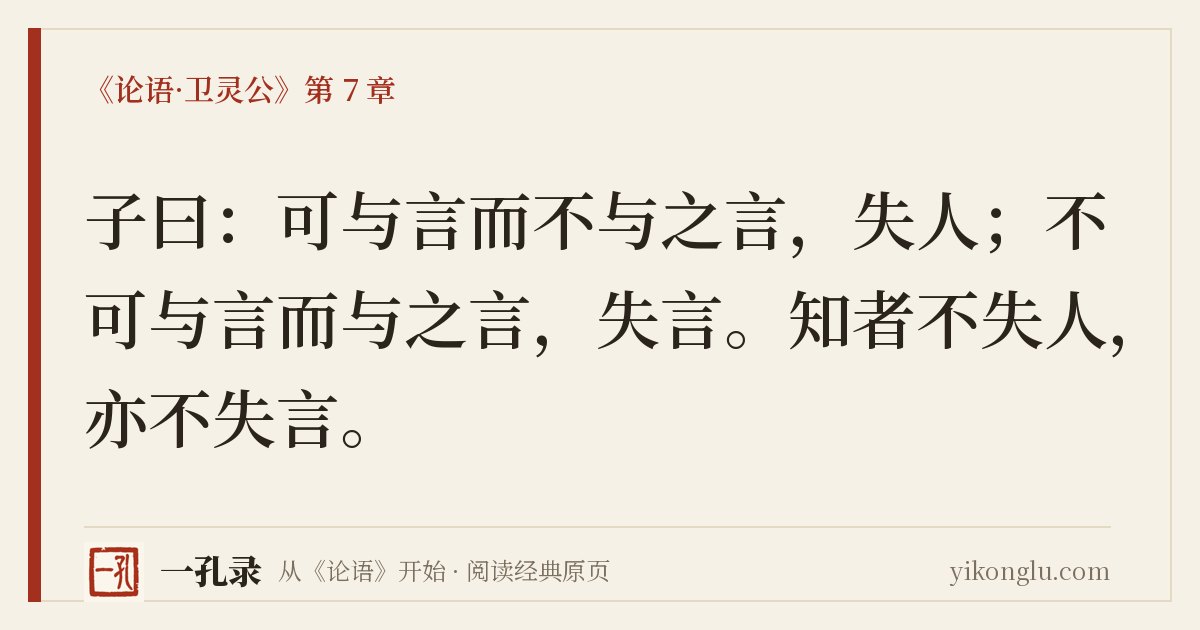 《论语·卫灵公》第 7 章
子曰：可与言而不与之言，失人；不
可与言而与之言，失言。知者不失人，
亦不失言。
一孔 一孔录 从《论语》开始 · 阅读经典原页 yikonglu.com